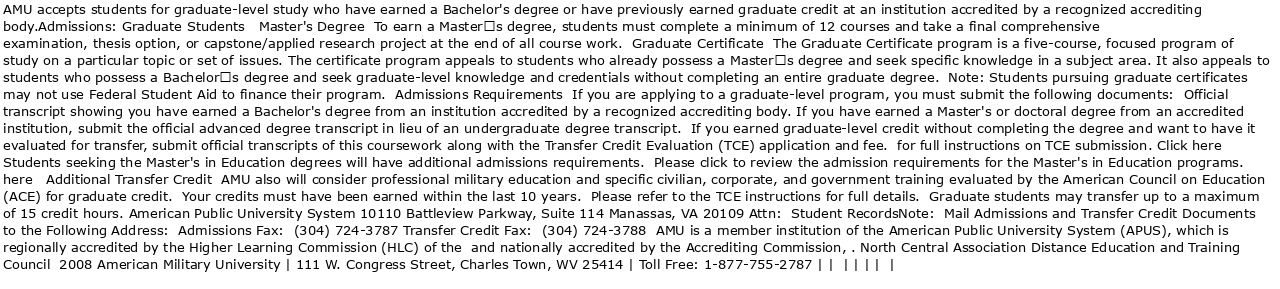 AMU accepts students for graduate-level study who have earned a Bachelor's degree or have previously earned graduate credit at an institution accredited by a recognized accrediting
body.Admissions: Graduate Students   Master's Degree  To earn a Master□s degree, students must complete a minimum of 12 courses and take a final comprehensive
examination, thesis option, or capstone/applied research project at the end of all course work.  Graduate Certificate  The Graduate Certificate program is a five-course, focused program of
study on a particular topic or set of issues. The certificate program appeals to students who already possess a Master□s degree and seek specific knowledge in a subject area. It also appeals to
students who possess a Bachelor□s degree and seek graduate-level knowledge and credentials without completing an entire graduate degree.  Note: Students pursuing graduate certificates
may not use Federal Student Aid to finance their program.  Admissions Requirements  If you are applying to a graduate-level program, you must submit the following documents:   Official
transcript showing you have earned a Bachelor's degree from an institution accredited by a recognized accrediting body. If you have earned a Master's or doctoral degree from an accredited
institution, submit the official advanced degree transcript in lieu of an undergraduate degree transcript.  If you earned graduate-level credit without completing the degree and want to have it
evaluated for transfer, submit official transcripts of this coursework along with the Transfer Credit Evaluation (TCE) application and fee.  for full instructions on TCE submission. Click here
Students seeking the Master's in Education degrees will have additional admissions requirements.  Please click to review the admission requirements for the Master's in Education programs.
here   Additional Transfer Credit  AMU also will consider professional military education and specific civilian, corporate, and government training evaluated by the American Council on Education
(ACE) for graduate credit.  Your credits must have been earned within the last 10 years.  Please refer to the TCE instructions for full details.  Graduate students may transfer up to a maximum
of 15 credit hours. American Public University System 10110 Battleview Parkway, Suite 114 Manassas, VA 20109 Attn:  Student RecordsNote:  Mail Admissions and Transfer Credit Documents
to the Following Address:  Admissions Fax:  (304) 724-3787 Transfer Credit Fax:  (304) 724-3788  AMU is a member institution of the American Public University System (APUS), which is
regionally accredited by the Higher Learning Commission (HLC) of the  and nationally accredited by the Accrediting Commission, . North Central Association Distance Education and Training
Council  2008 American Military University | 111 W. Congress Street, Charles Town, WV 25414 | Toll Free: 1-877-755-2787 | |  | | | | |  |